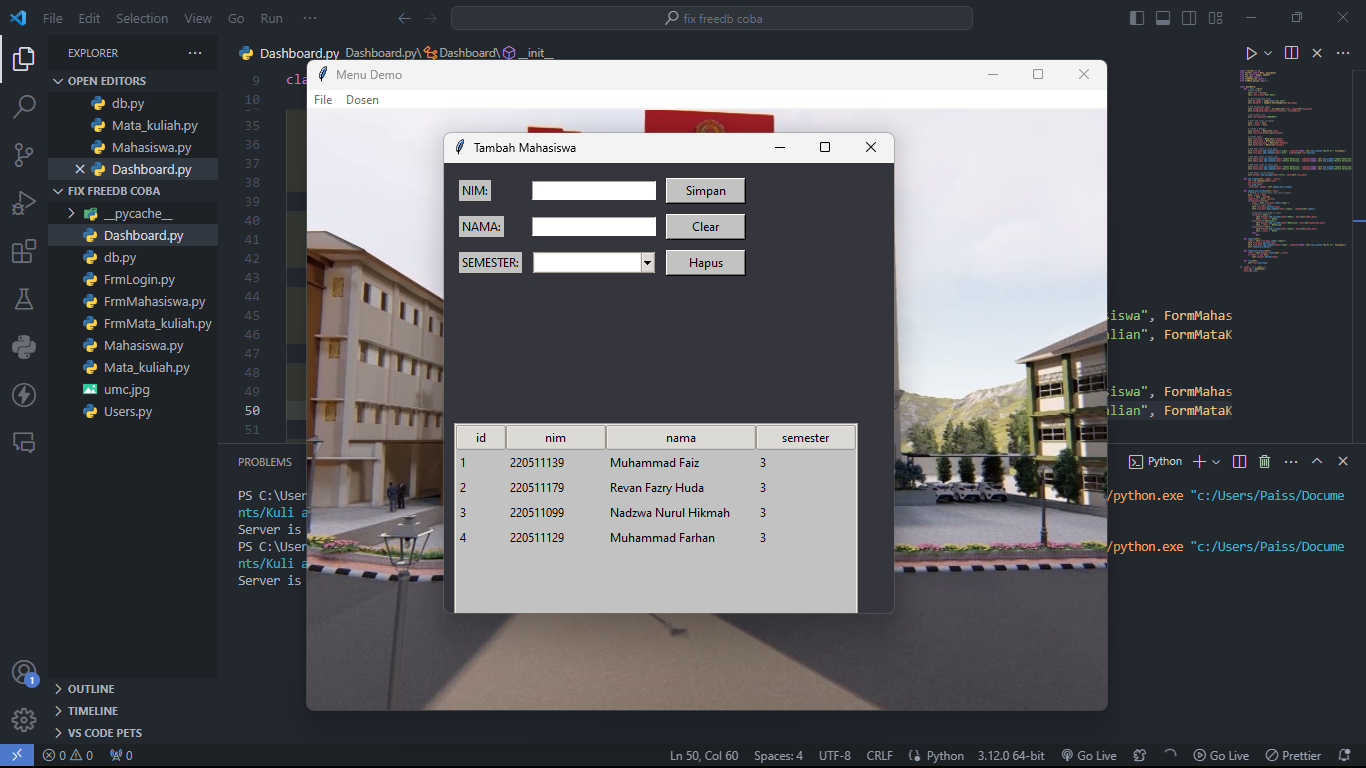 File Edit Selection View Go Run ··· fix freedb coba
EXPLORER ···
OPEN EDITORS
db.py
Mata_kuliah.py
Mahasiswa.py
Dashboard.py
FIX FREEDB COBA
__pycache__
Dashboard.py
db.py
FrmLogin.py
FrmMahasiswa.py
FrmMata_kuliah.py
Mahasiswa.py
Mata_kuliah.py
umc.jpg
Users.py
OUTLINE
TIMELINE
VS CODE PETS
Dashboard.py Dashboard.py\ Dashboard\ __init__
9 cla
10
35
36
37
38
39
40
41
42
43
44
45 siswa", FormMahas
46 lian", FormMataK
47
48
49 siswa", FormMahas
50 lian", FormMataK
51
Menu Demo
File Dosen
Tambah Mahasiswa
NIM: Simpan
NAMA: Clear
SEMESTER: Hapus
id nim nama semester
1 220511139 Muhammad Faiz 3
2 220511179 Revan Fazry Huda 3
3 220511099 Nadzwa Nurul Hikmah 3
4 220511129 Muhammad Farhan 3
PROBLEMS Python
PS C:\User /python.exe "c:/Users/Paiss/Docume
nts/Kuli a
Server is
PS C:\User /python.exe "c:/Users/Paiss/Docume
nts/Kuli a
Server is
1
0 0 0 Ln 50, Col 60 Spaces: 4 UTF-8 CRLF Python 3.12.0 64-bit Go Live Go Live Prettier